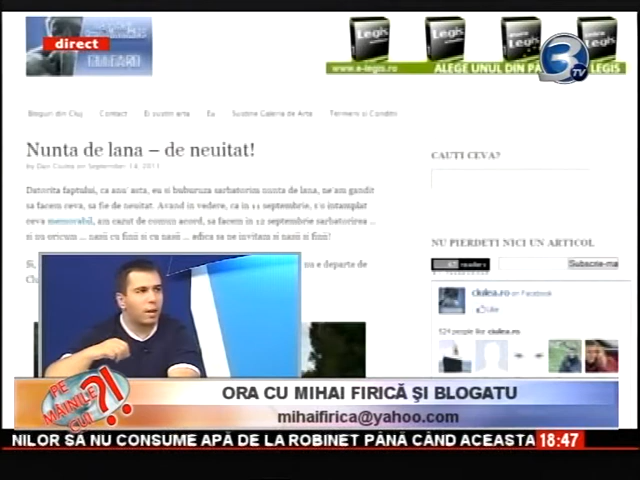 direct
Legis
Legis
www.e-legis.ro
ALEGE UNUL DIN
LEGIS
3
TV
Bloguri din Cluj
Contact
Ei sustin arta
Eu
Sustine Galeria de Arta
Termeni si Conditii
Nunta de lana – de neuitat!
by Dan Ciulea on September 14, 2011
CAUTI CEVA?
Datorita faptului, ca anu' asta, eu si buburuza sarbatorim nunta de lana, ne'am gandit
sa facem ceva, sa fie de neuitat. Avand in vedere, ca in 11 septembrie, s'o intamplat
ceva memorabil, am cazut de comun acord, sa facem in 12 septembrie sarbatorirea ...
si nu oricum ... nasii cu finii si cu nasii ... adica sa ne invitam si nasii si finii!
NU PIERDETI NICI UN ARTICOL
readers
Subscrie-ma
Si,
nu e departe de
ciulea.ro on Facebook
Like
524 people like ciulea.ro
PE
MÂINILE
CUI
?!
ORA CU MIHAI FIRICĂ ŞI BLOGATU
mihaifirica@yahoo.com
NILOR SĂ NU CONSUME APĂ DE LA ROBINET PÂNĂ CÂND ACEASTA
18:47